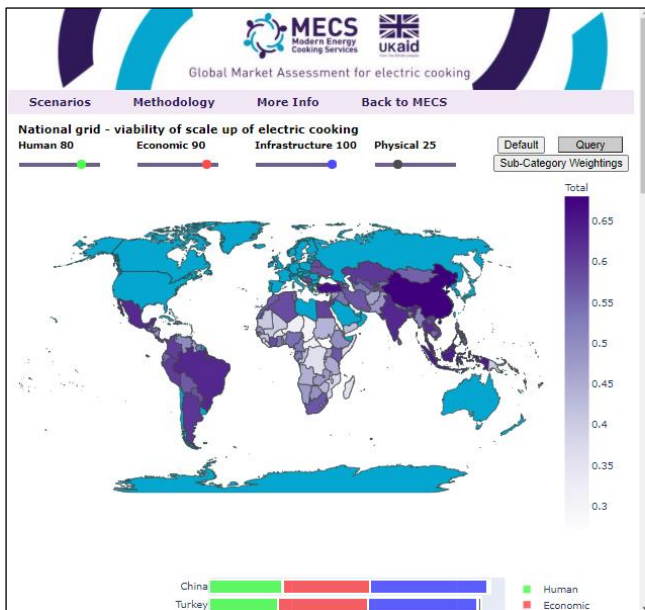 MECS
Modern Energy
Cooking Services
UKaid
from the British people
Global Market Assessment for electric cooking
Scenarios Methodology More Info Back to MECS
National grid - viability of scale up of electric cooking
Human 80 Economic 90 Infrastructure 100 Physical 25
Default Query
Sub-Category Weightings
Total
0.65
0.6
0.55
0.5
0.45
0.4
0.35
0.3
China
Turkey
Human
Economic